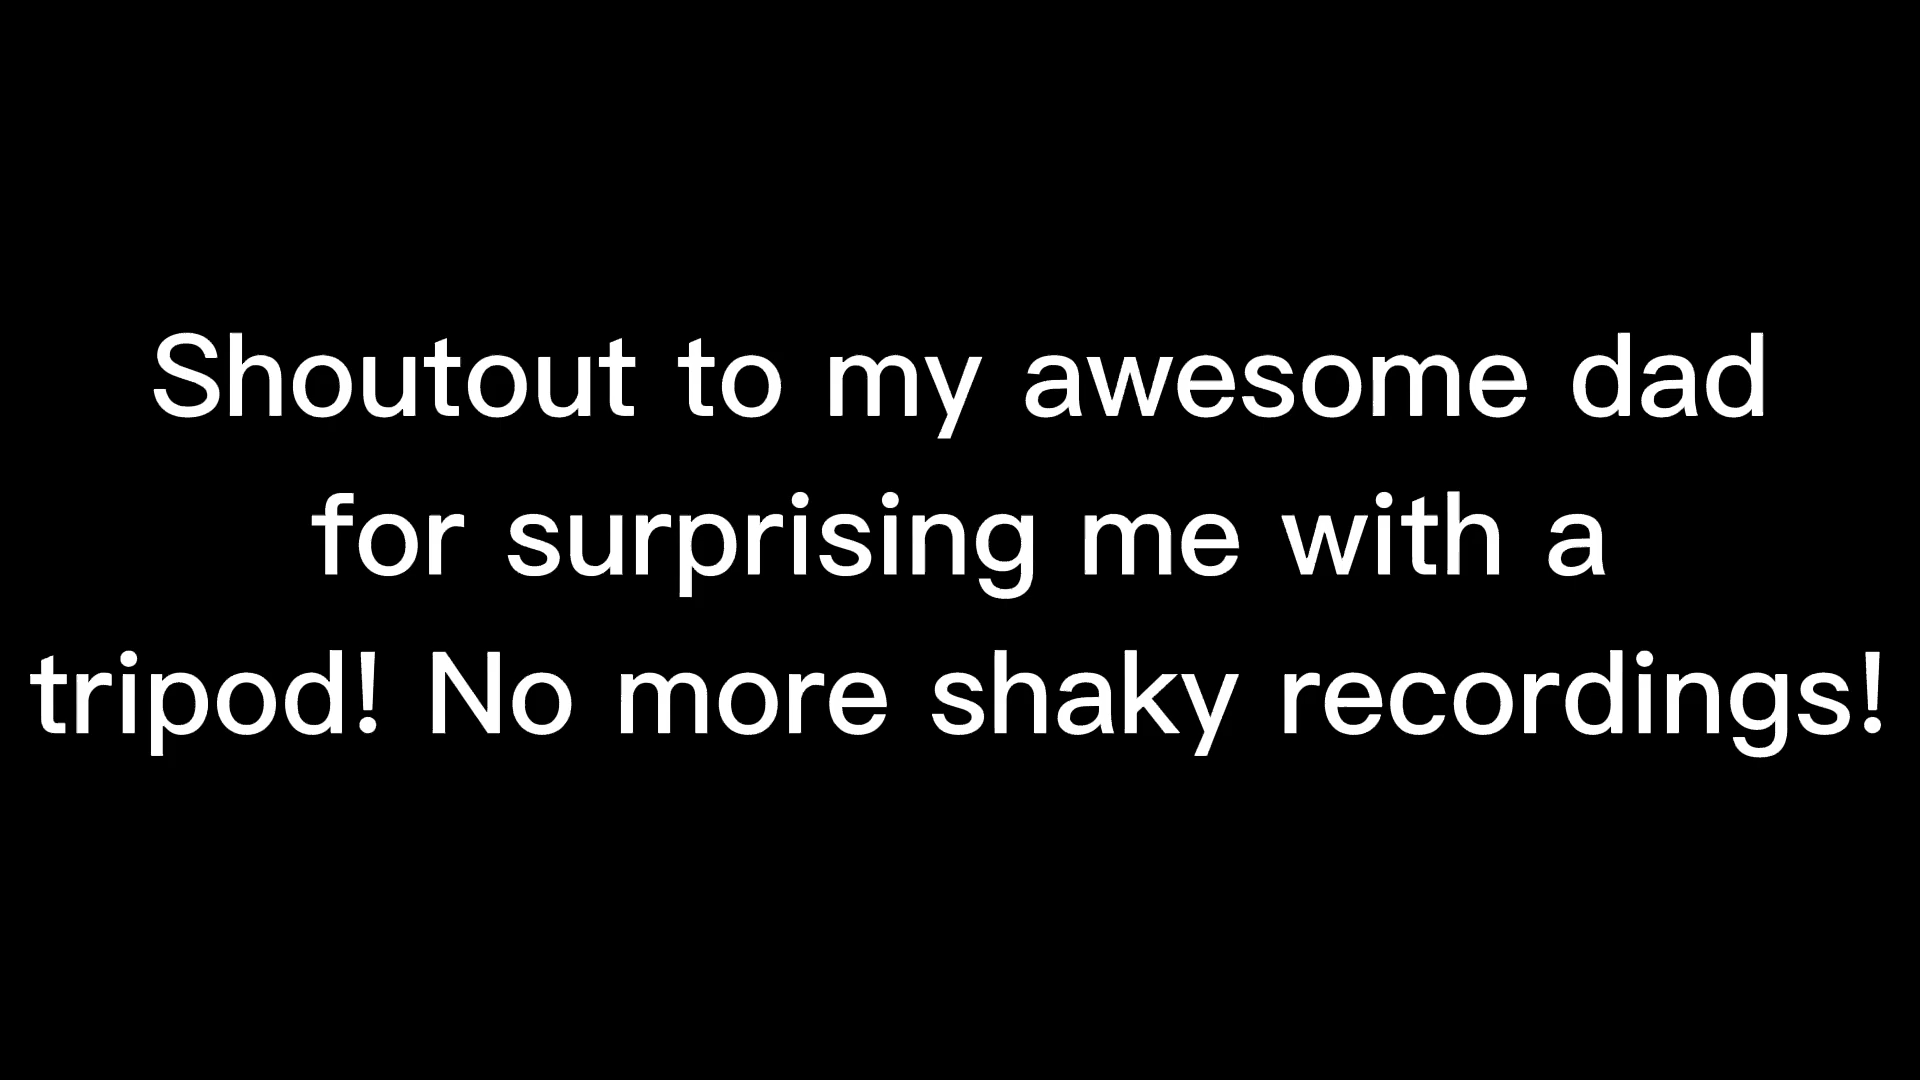 Shoutout to my awesome dad
for surprising me with a
tripod! No more shaky recordings!